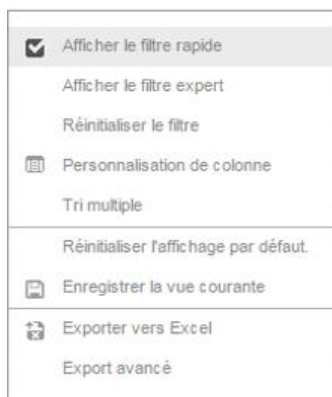 Afficher le filtre rapide
Afficher le filtre expert
Réinitialiser le filtre
Personnalisation de colonne
Tri multiple
Réinitialiser l'affichage par défaut.
Enregistrer la vue courante
Exporter vers Excel
Export avancé